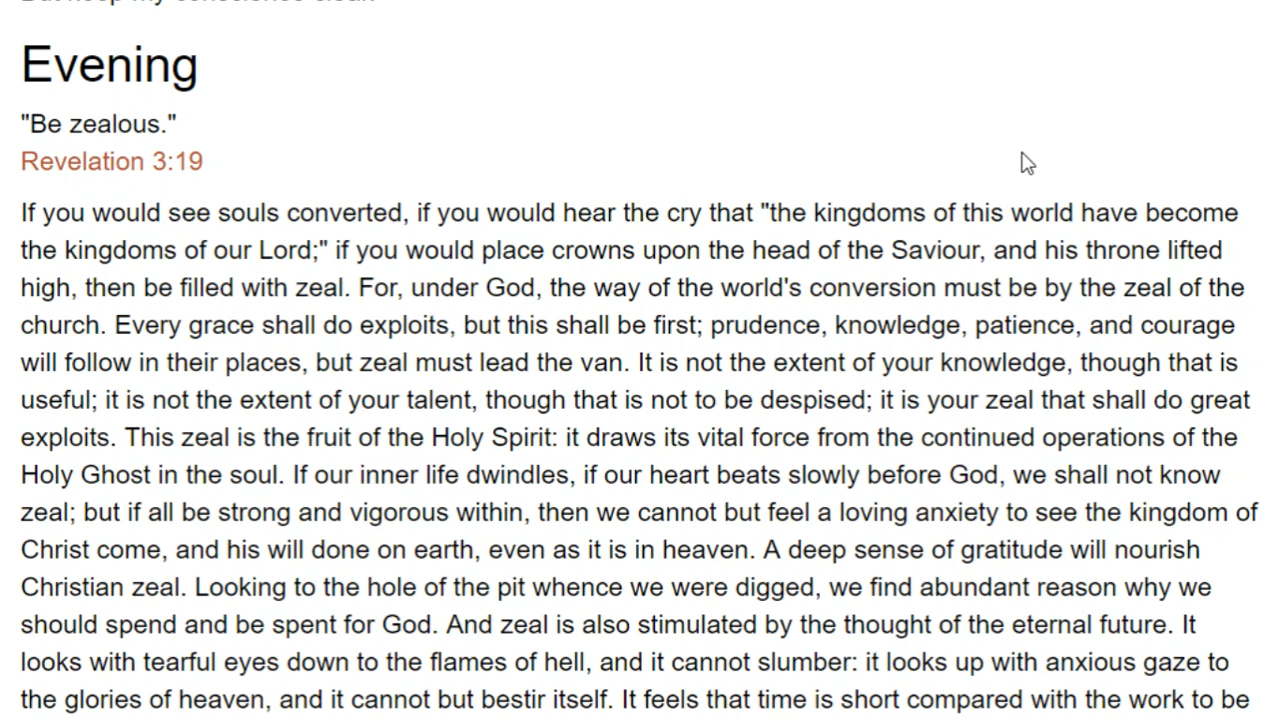 But keep my conscience clear.
Evening
"Be zealous."
Revelation 3:19
If you would see souls converted, if you would hear the cry that "the kingdoms of this world have become
the kingdoms of our Lord;" if you would place crowns upon the head of the Saviour, and his throne lifted
high, then be filled with zeal. For, under God, the way of the world's conversion must be by the zeal of the
church. Every grace shall do exploits, but this shall be first; prudence, knowledge, patience, and courage
will follow in their places, but zeal must lead the van. It is not the extent of your knowledge, though that is
useful; it is not the extent of your talent, though that is not to be despised; it is your zeal that shall do great
exploits. This zeal is the fruit of the Holy Spirit: it draws its vital force from the continued operations of the
Holy Ghost in the soul. If our inner life dwindles, if our heart beats slowly before God, we shall not know
zeal; but if all be strong and vigorous within, then we cannot but feel a loving anxiety to see the kingdom of
Christ come, and his will done on earth, even as it is in heaven. A deep sense of gratitude will nourish
Christian zeal. Looking to the hole of the pit whence we were digged, we find abundant reason why we
should spend and be spent for God. And zeal is also stimulated by the thought of the eternal future. It
looks with tearful eyes down to the flames of hell, and it cannot slumber: it looks up with anxious gaze to
the glories of heaven, and it cannot but bestir itself. It feels that time is short compared with the work to be